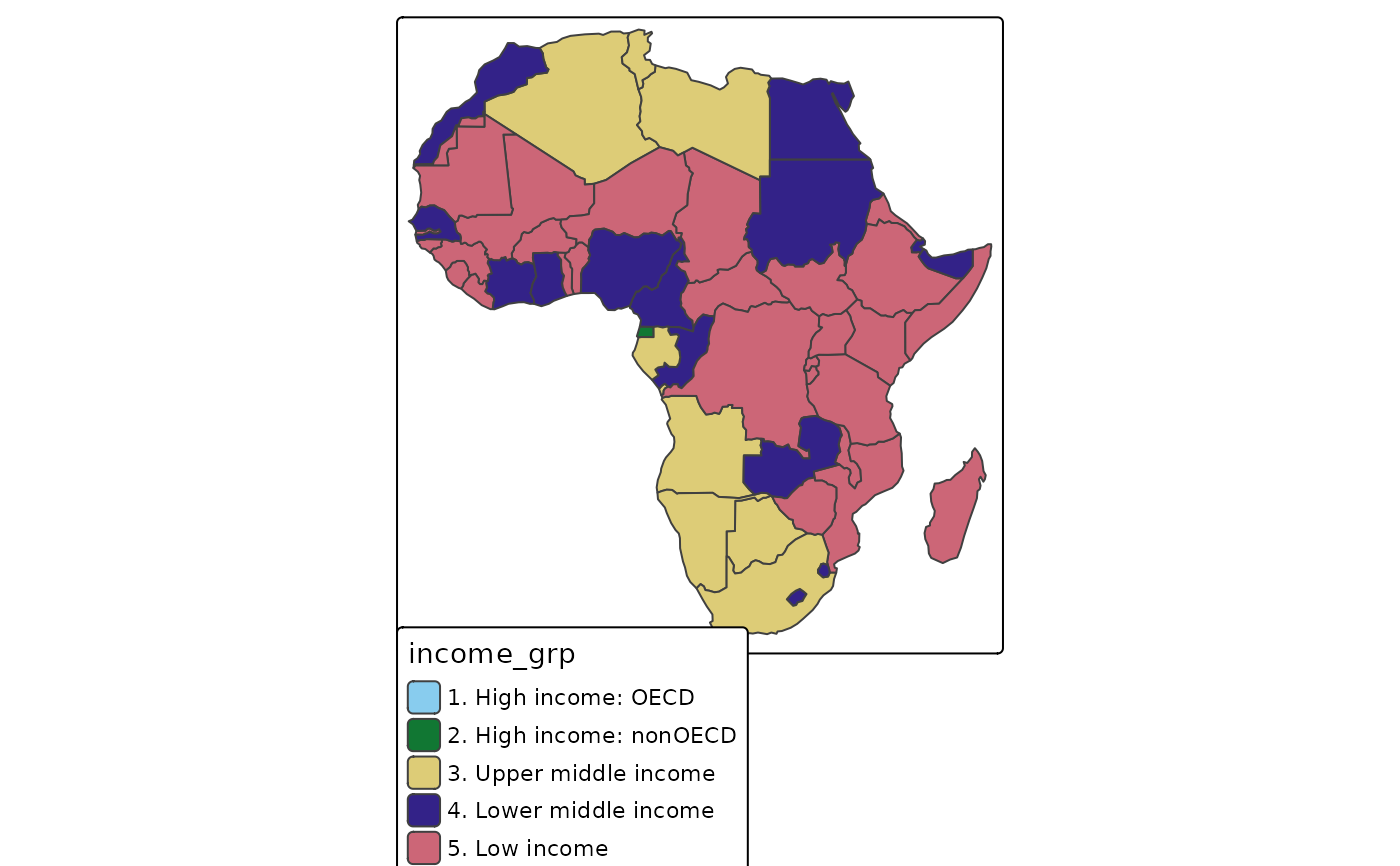 income_grp
1. High income: OECD
2. High income: nonOECD
3. Upper middle income
4. Lower middle income
5. Low income